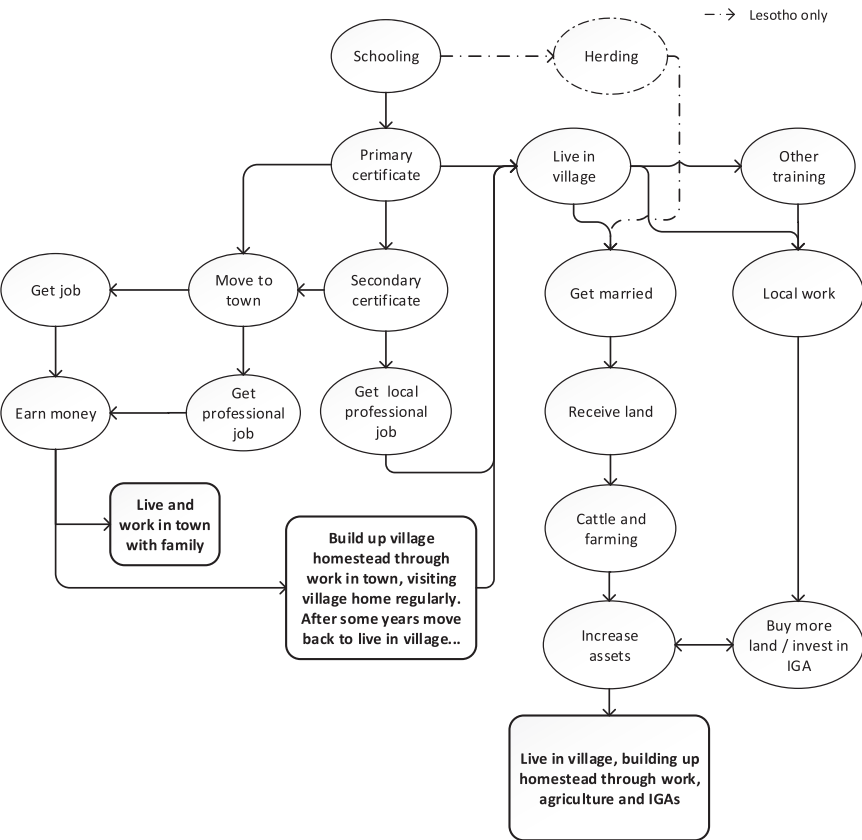 Lesotho only
Schooling
Herding
Primary
certificate
Live in
village
Other
training
Get job
Move to
town
Secondary
certificate
Get married
Local work
Earn money
Get
professional
job
Get local
professional
job
Receive land
Live and
work in town
with family
Build up village
homestead through
work in town, visiting
village home regularly.
After some years move
back to live in village...
Cattle and
farming
Increase
assets
Buy more
land / invest in
IGA
Live in village, building up
homestead through work,
agriculture and IGAs